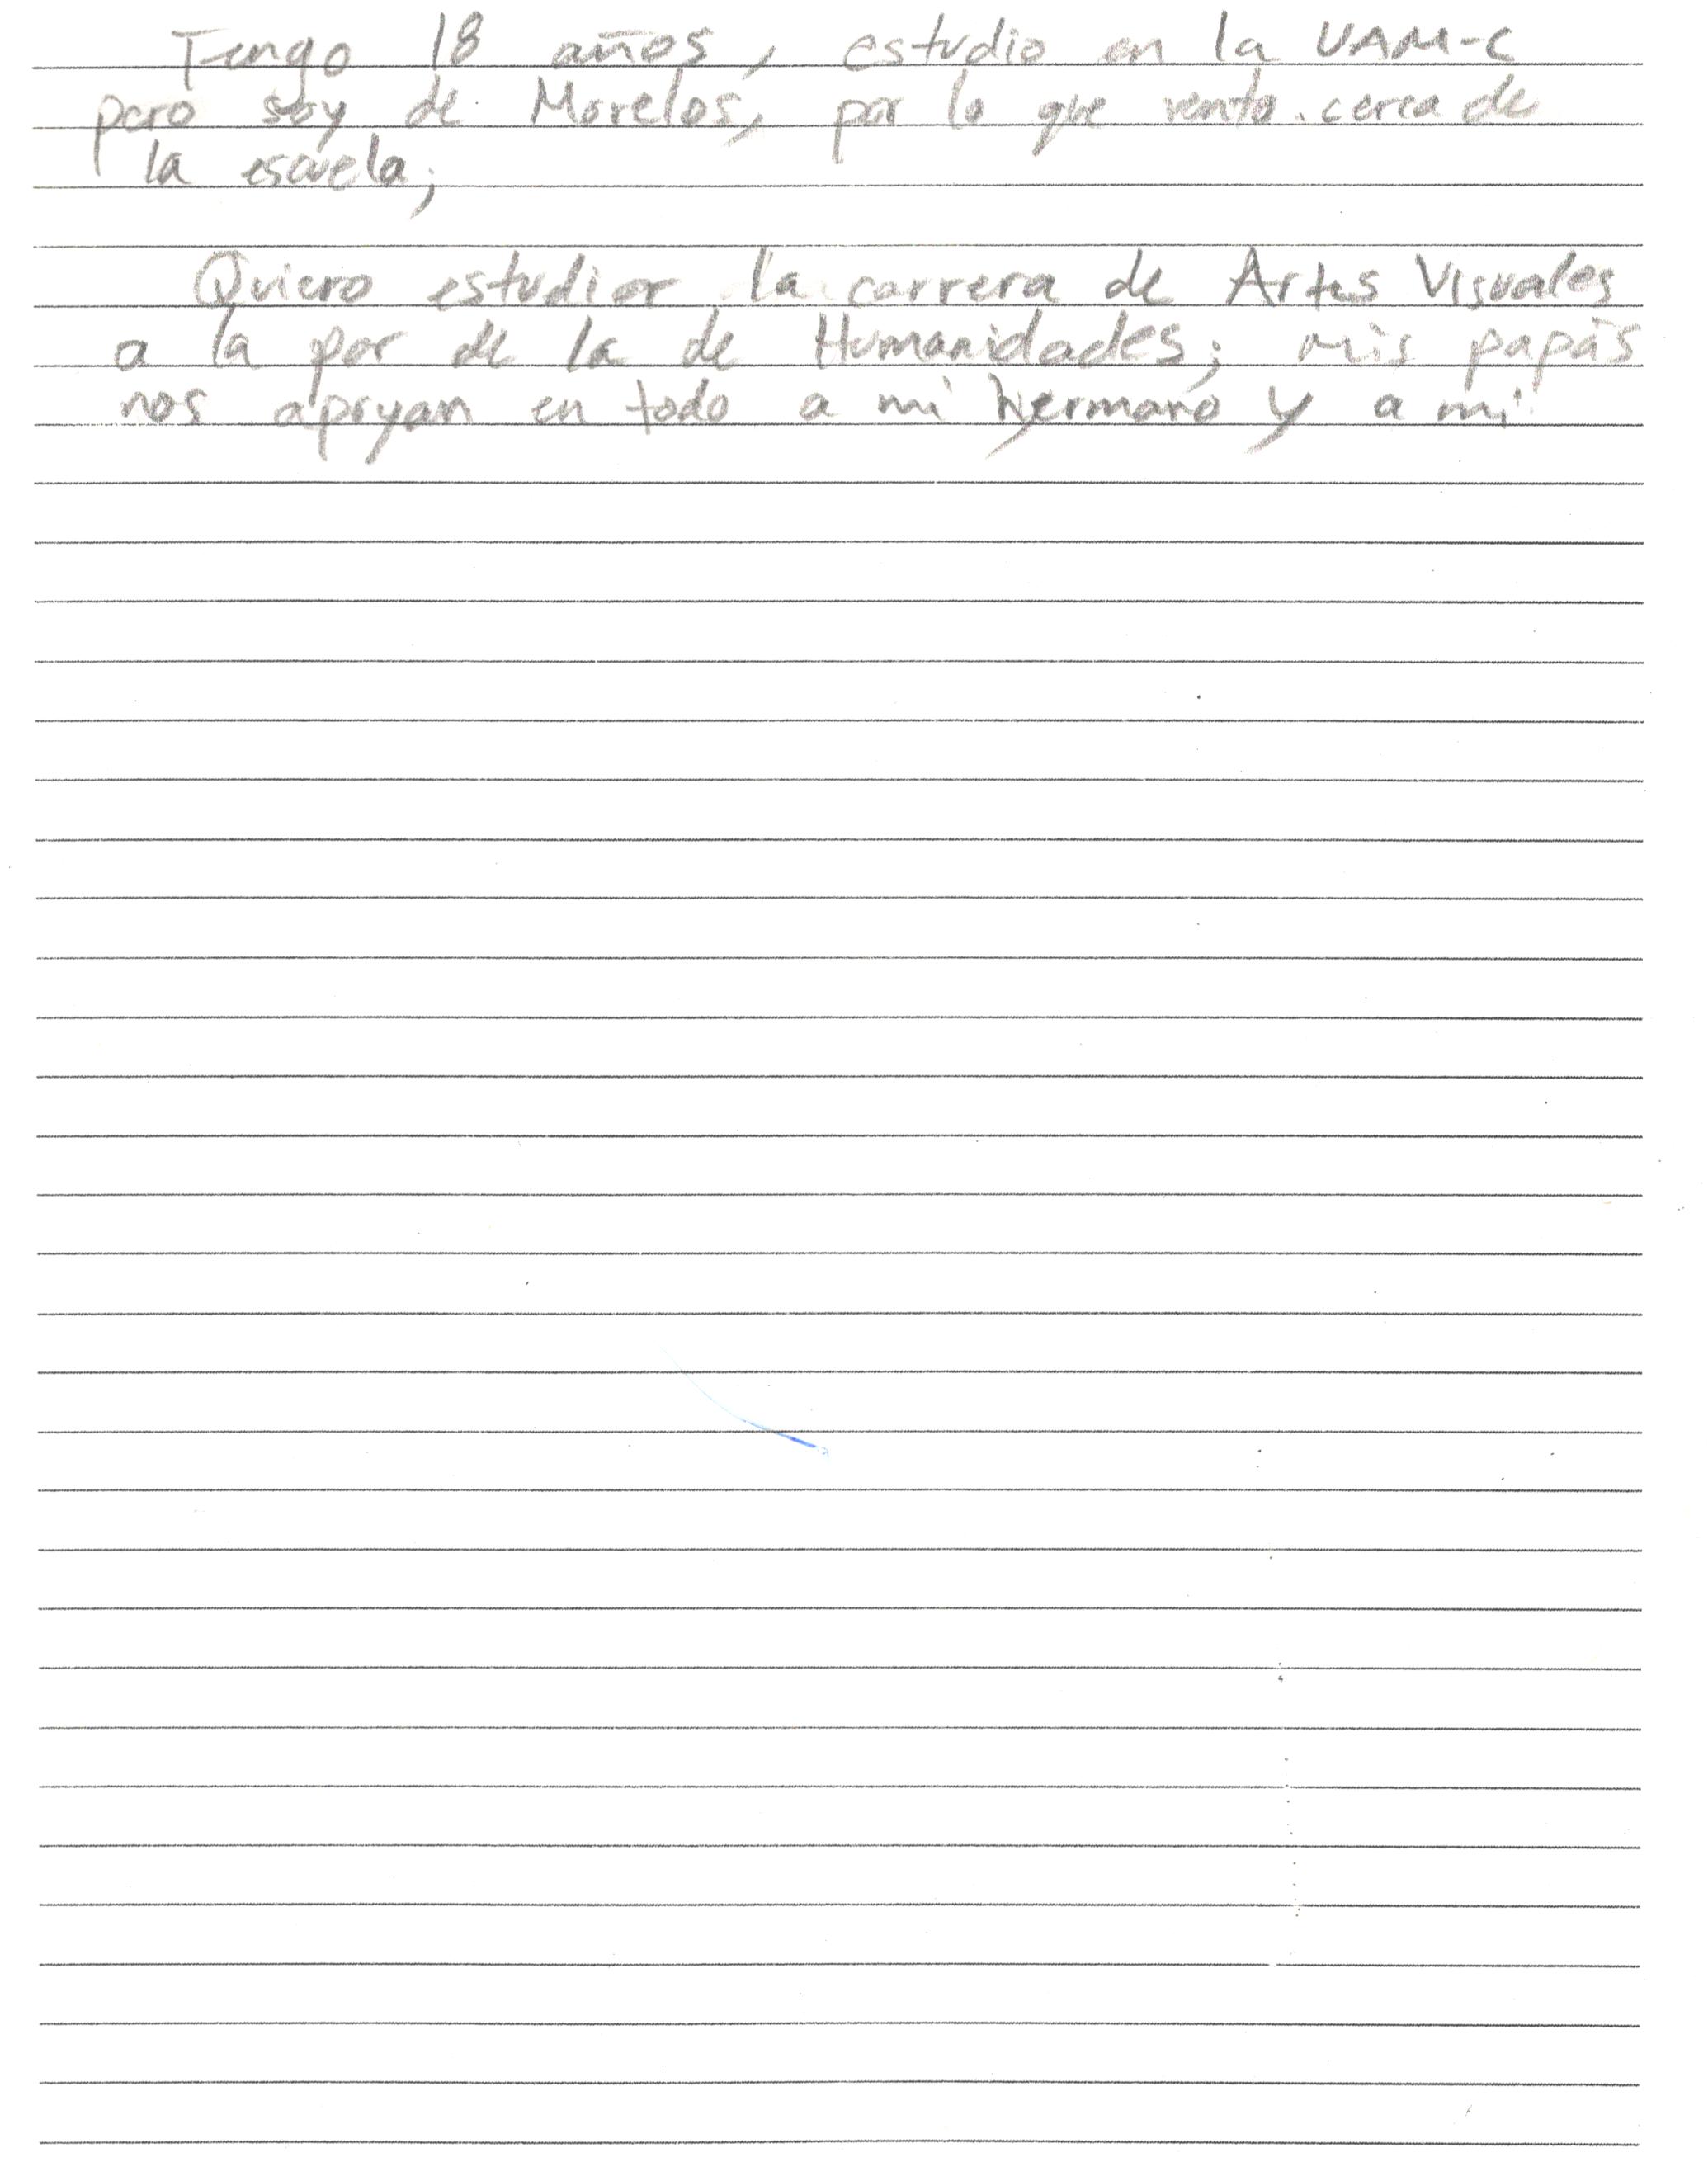 Tengo 18 años, estudio en la UAM-C
pero soy de Morelos, por lo que rento cerca de
la escuela;
Quiero estudiar la carrera de Artes Visuales
a la par de la de Humanidades; mis papás
nos apoyan en todo a mi hermano y a mi